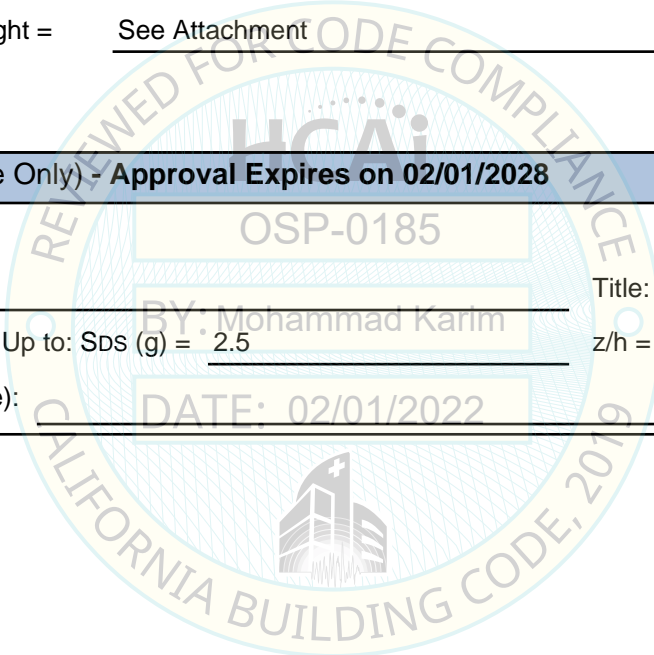 ght = See Attachment
REVIEWED FOR CODE COMPLIANCE
HCAi
e Only) - Approval Expires on 02/01/2028
OSP-0185
Title:
BY: Mohammad Karim
Up to: SDS (g) = 2.5 z/h =
e):
DATE: 02/01/2022
CALIFORNIA BUILDING CODE, 2019